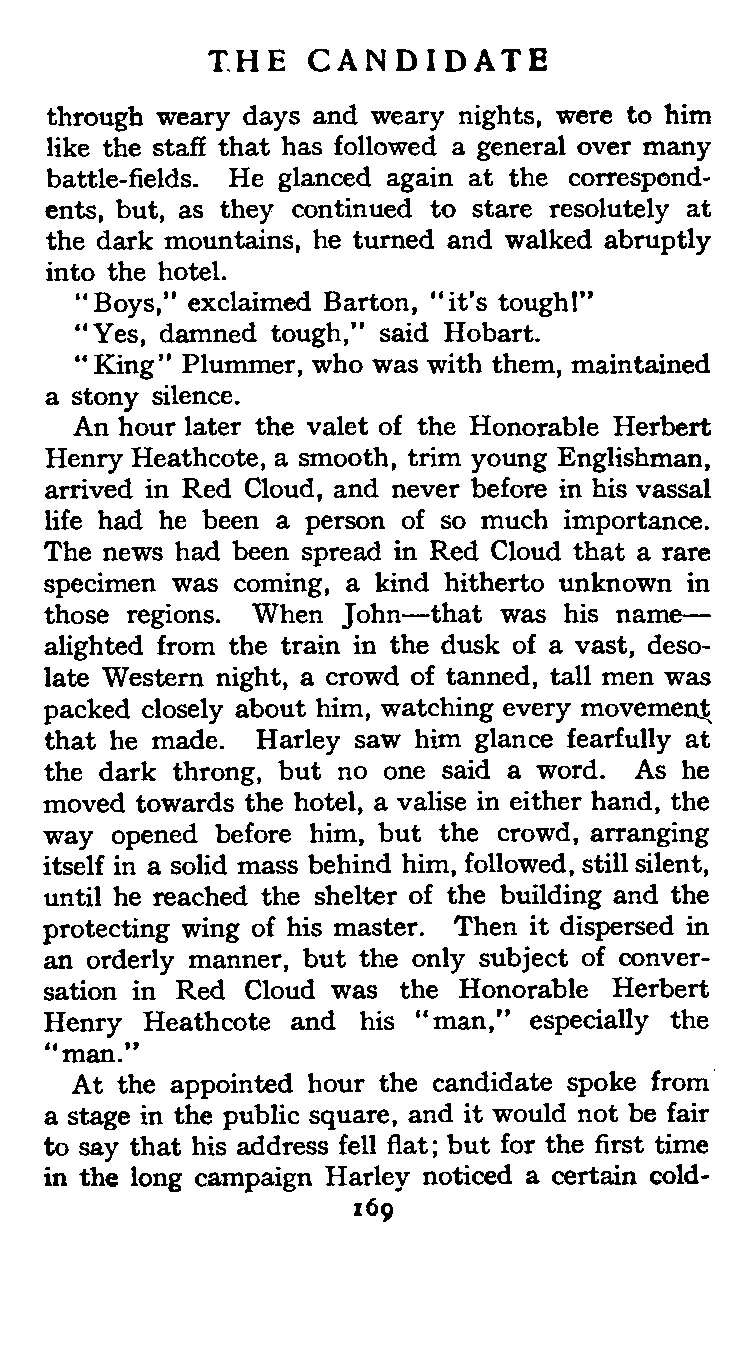 THE CANDIDATE
through weary days and weary nights, were to him
like the staff that has followed a general over many
battle-fields. He glanced again at the correspond-
ents, but, as they continued to stare resolutely at
the dark mountains, he turned and walked abruptly
into the hotel.
"Boys," exclaimed Barton, "it's tough!"
"Yes, damned tough," said Hobart.
"King" Plummer, who was with them, maintained
a stony silence.
An hour later the valet of the Honorable Herbert
Henry Heathcote, a smooth, trim young Englishman,
arrived in Red Cloud, and never before in his vassal
life had he been a person of so much importance.
The news had been spread in Red Cloud that a rare
specimen was coming, a kind hitherto unknown in
those regions. When John—that was his name—
alighted from the train in the dusk of a vast, deso-
late Western night, a crowd of tanned, tall men was
packed closely about him, watching every movement
that he made. Harley saw him glance fearfully at
the dark throng, but no one said a word. As he
moved towards the hotel, a valise in either hand, the
way opened before him, but the crowd, arranging
itself in a solid mass behind him, followed, still silent,
until he reached the shelter of the building and the
protecting wing of his master. Then it dispersed in
an orderly manner, but the only subject of conver-
sation in Red Cloud was the Honorable Herbert
Henry Heathcote and his "man," especially the
"man."
At the appointed hour the candidate spoke from
a stage in the public square, and it would not be fair
to say that his address fell flat; but for the first time
in the long campaign Harley noticed a certain cold-
169